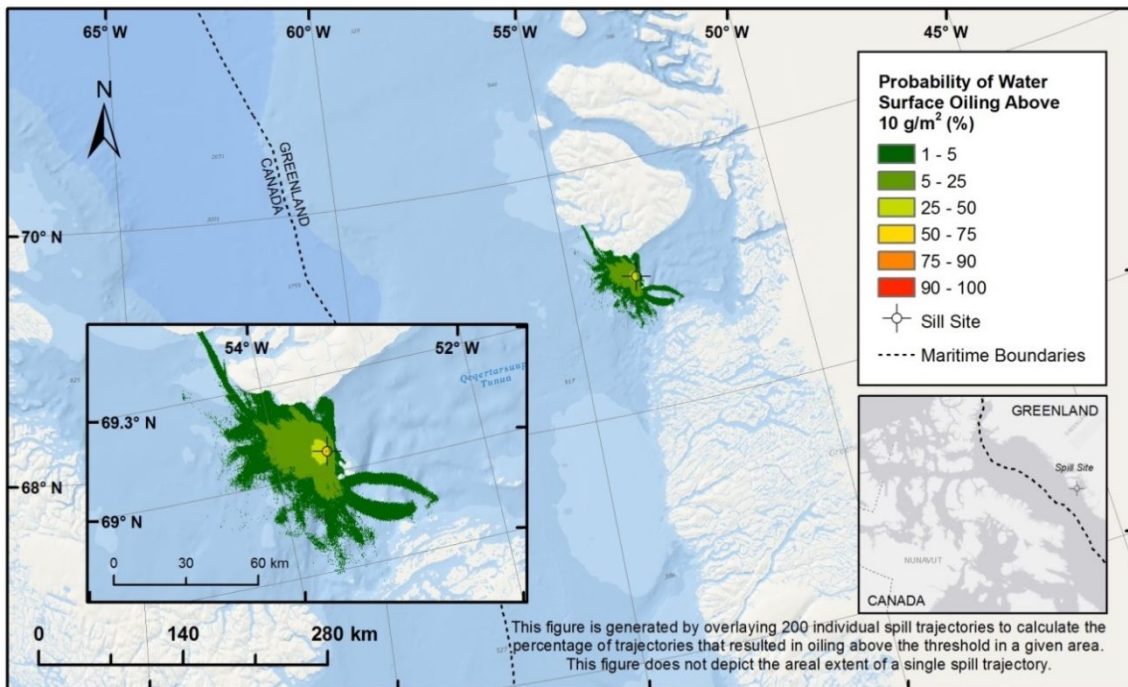 65° W
60° W
55° W
50° W
45° W
N
GREENLAND
CANADA
70° N
68° N
Probability of Water
Surface Oiling Above
10 g/m² (%)
1 - 5
5 - 25
25 - 50
50 - 75
75 - 90
90 - 100
Sill Site
Maritime Boundaries
54° W
52° W
Qeqertarsuup
Tunua
69.3° N
69° N
0 30 60 km
0 140 280 km
GREENLAND
Spill Site
NUNAVUT
CANADA
This figure is generated by overlaying 200 individual spill trajectories to calculate the
percentage of trajectories that resulted in oiling above the threshold in a given area.
This figure does not depict the areal extent of a single spill trajectory.